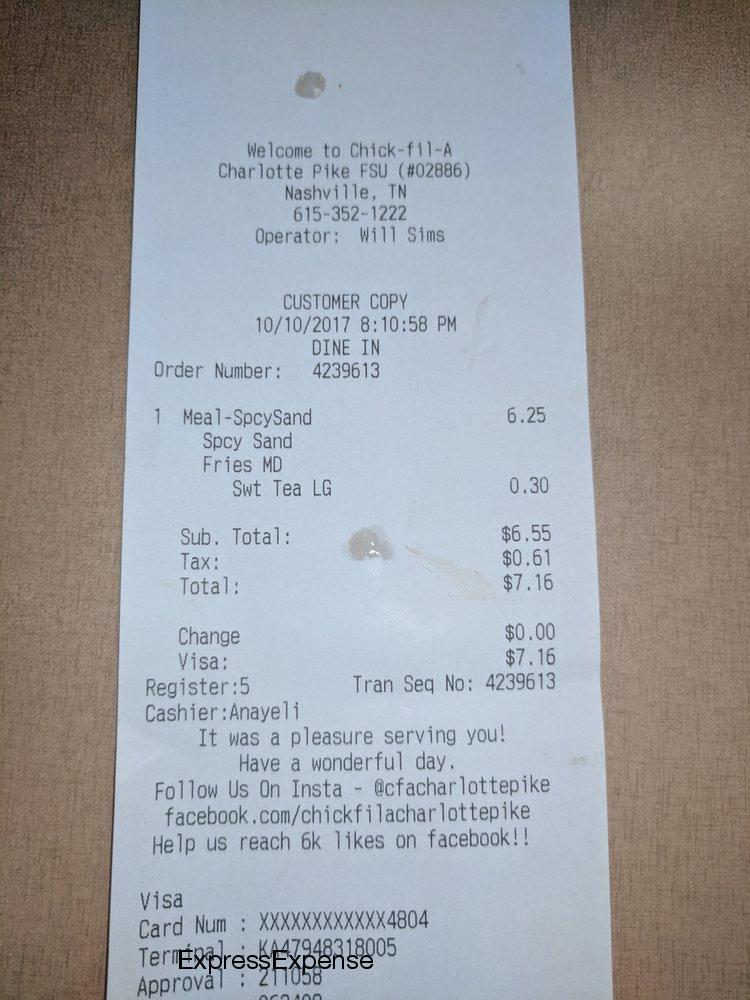 Welcome to Chick-fil-A
Charlotte Pike FSU (#02886)
Nashville, TN
615-352-1222
Operator: Will Sims
CUSTOMER COPY
10/10/2017 8:10:58 PM
DINE IN
Order Number: 4239613
1 Meal-SpcySand 6.25
Spcy Sand
Fries MD
Swt Tea LG 0.30
Sub. Total: $6.55
Tax: $0.61
Total: $7.16
Change $0.00
Visa: $7.16
Register:5 Tran Seq No: 4239613
Cashier:Anayeli
It was a pleasure serving you!
Have a wonderful day.
Follow Us On Insta - @cfacharlottepike
facebook.com/chickfilacharlottepike
Help us reach 6k likes on facebook!!
Visa
Card Num : XXXXXXXXXXXX4804
Terminal : KA47948318005
ExpressExpense
Approval : 211058